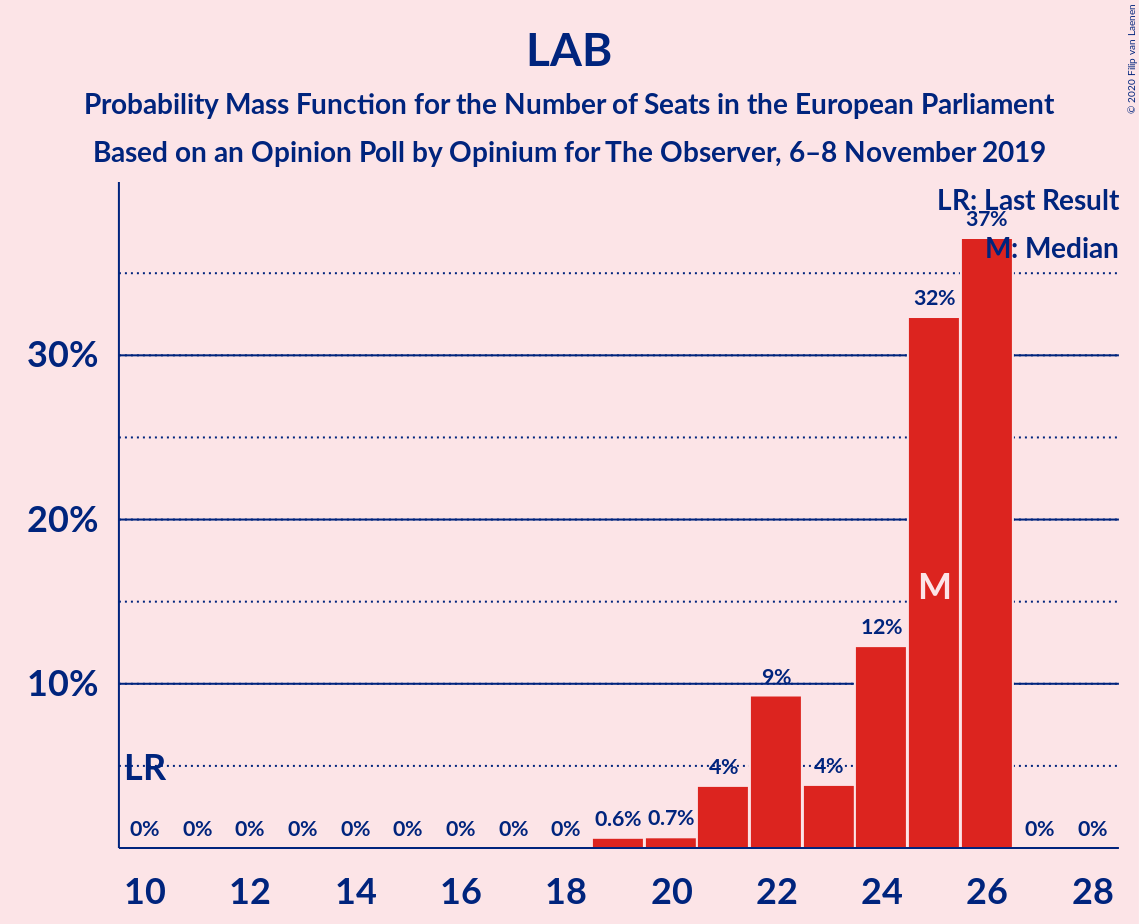 © 2020 Filip van Laenen
LAB
Probability Mass Function for the Number of Seats in the European Parliament
Based on an Opinion Poll by Opinium for The Observer, 6–8 November 2019
LR: Last Result
37%
M: Median
32%
30%
20%
M
12%
9%
10%
LR
4%
4%
0%
0%
0%
0%
0%
0%
0%
0%
0%
0.6%
0.7%
0%
0%
10 12 14 16 18 20 22 24 26 28